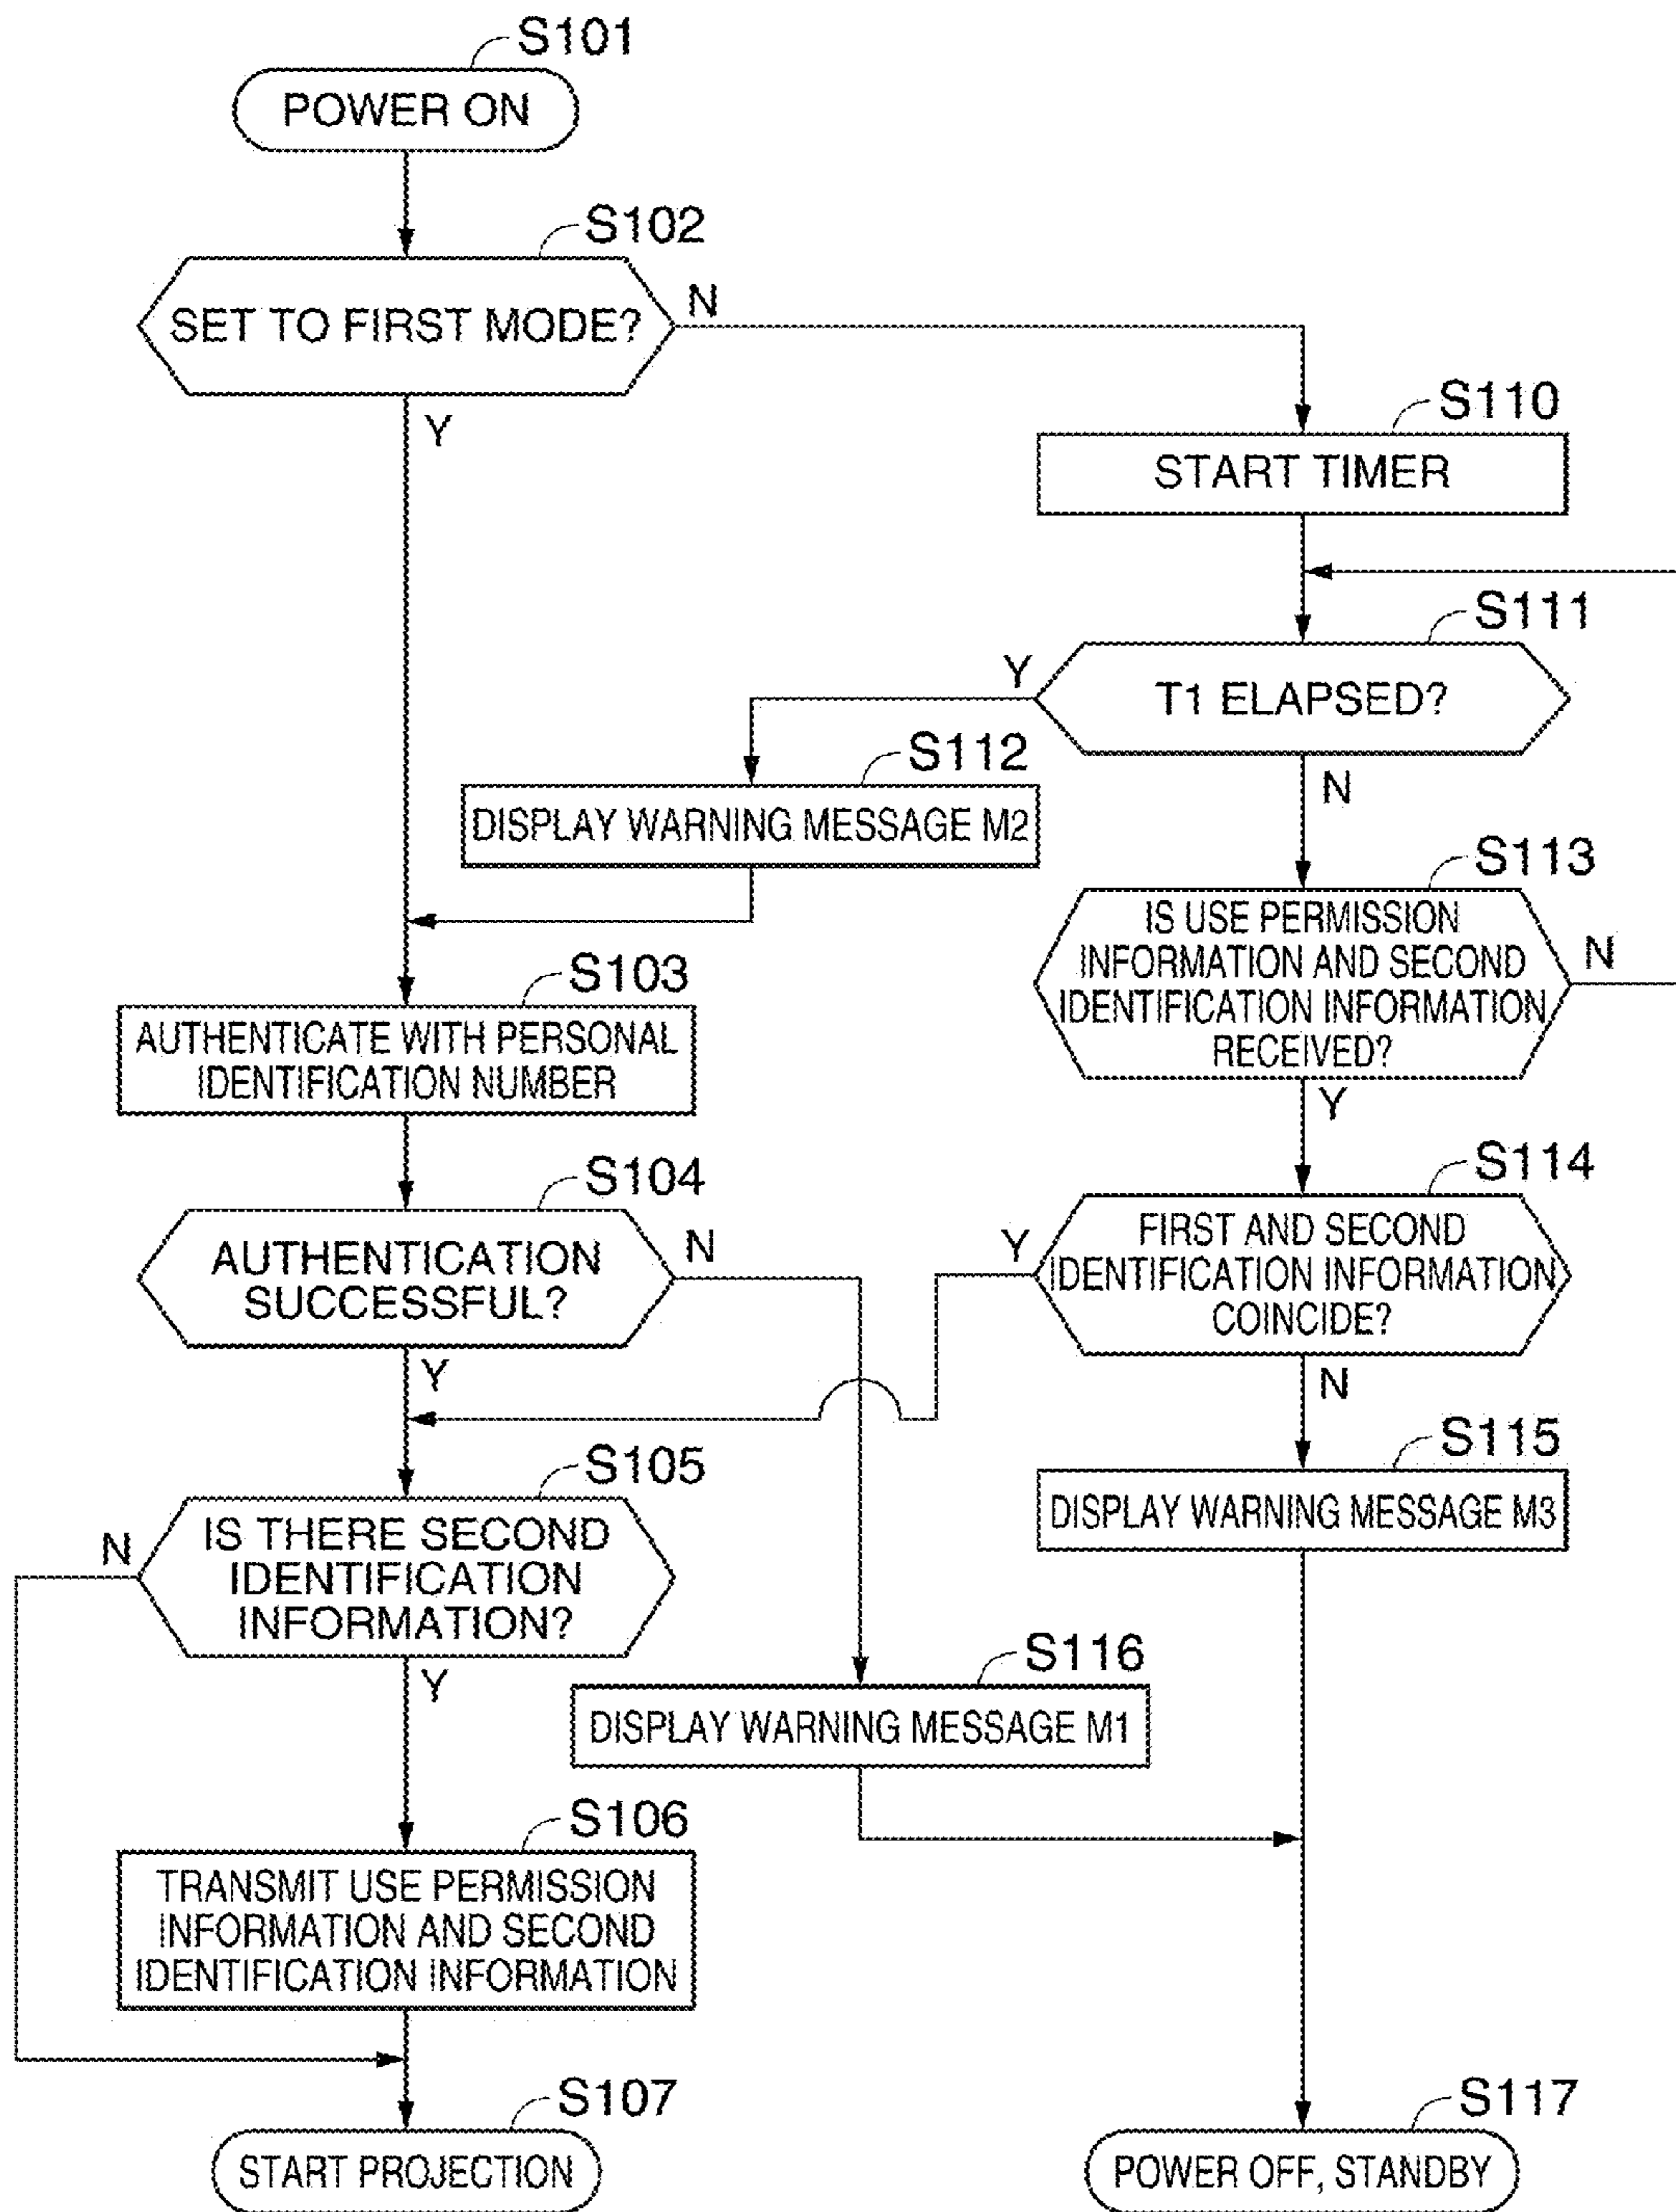 S101
POWER ON
S102
SET TO FIRST MODE?
N
Y
S110
START TIMER
S111
Y
T1 ELAPSED?
N
S112
DISPLAY WARNING MESSAGE M2
S113
IS USE PERMISSION
INFORMATION AND SECOND
IDENTIFICATION INFORMATION
RECEIVED?
N
Y
S103
AUTHENTICATE WITH PERSONAL
IDENTIFICATION NUMBER
S104
AUTHENTICATION
SUCCESSFUL?
N
Y
S114
Y
FIRST AND SECOND
IDENTIFICATION INFORMATION
COINCIDE?
N
S105
N
IS THERE SECOND
IDENTIFICATION
INFORMATION?
Y
S115
DISPLAY WARNING MESSAGE M3
S116
DISPLAY WARNING MESSAGE M1
S106
TRANSMIT USE PERMISSION
INFORMATION AND SECOND
IDENTIFICATION INFORMATION
S107
START PROJECTION
S117
POWER OFF, STANDBY